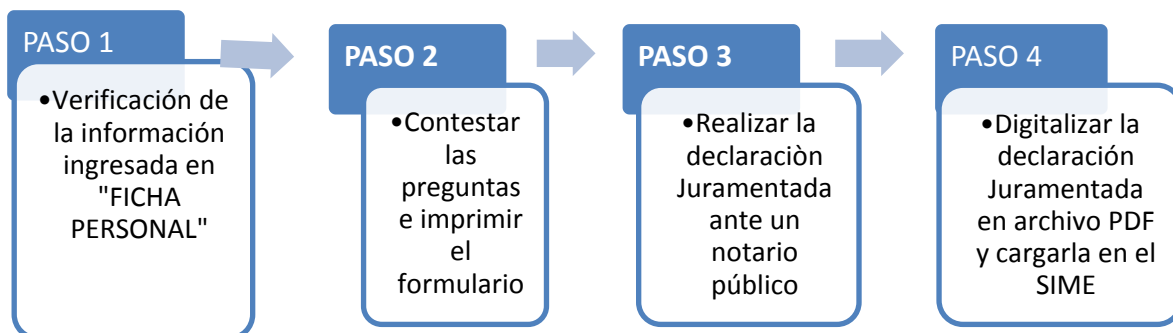 PASO 1
•Verificación de
la información
ingresada en
"FICHA
PERSONAL"
PASO 2
•Contestar
las
preguntas
e imprimir
el
formulario
PASO 3
•Realizar la
declaraciòn
Juramentada
ante un
notario
público
PASO 4
•Digitalizar la
declaración
Juramentada
en archivo PDF
y cargarla en el
SIME